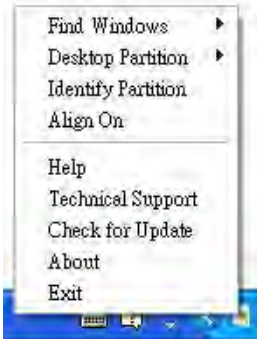 Find Windows
Desktop Partition
Identify Partition
Align On
Help
Technical Support
Check for Update
About
Exit